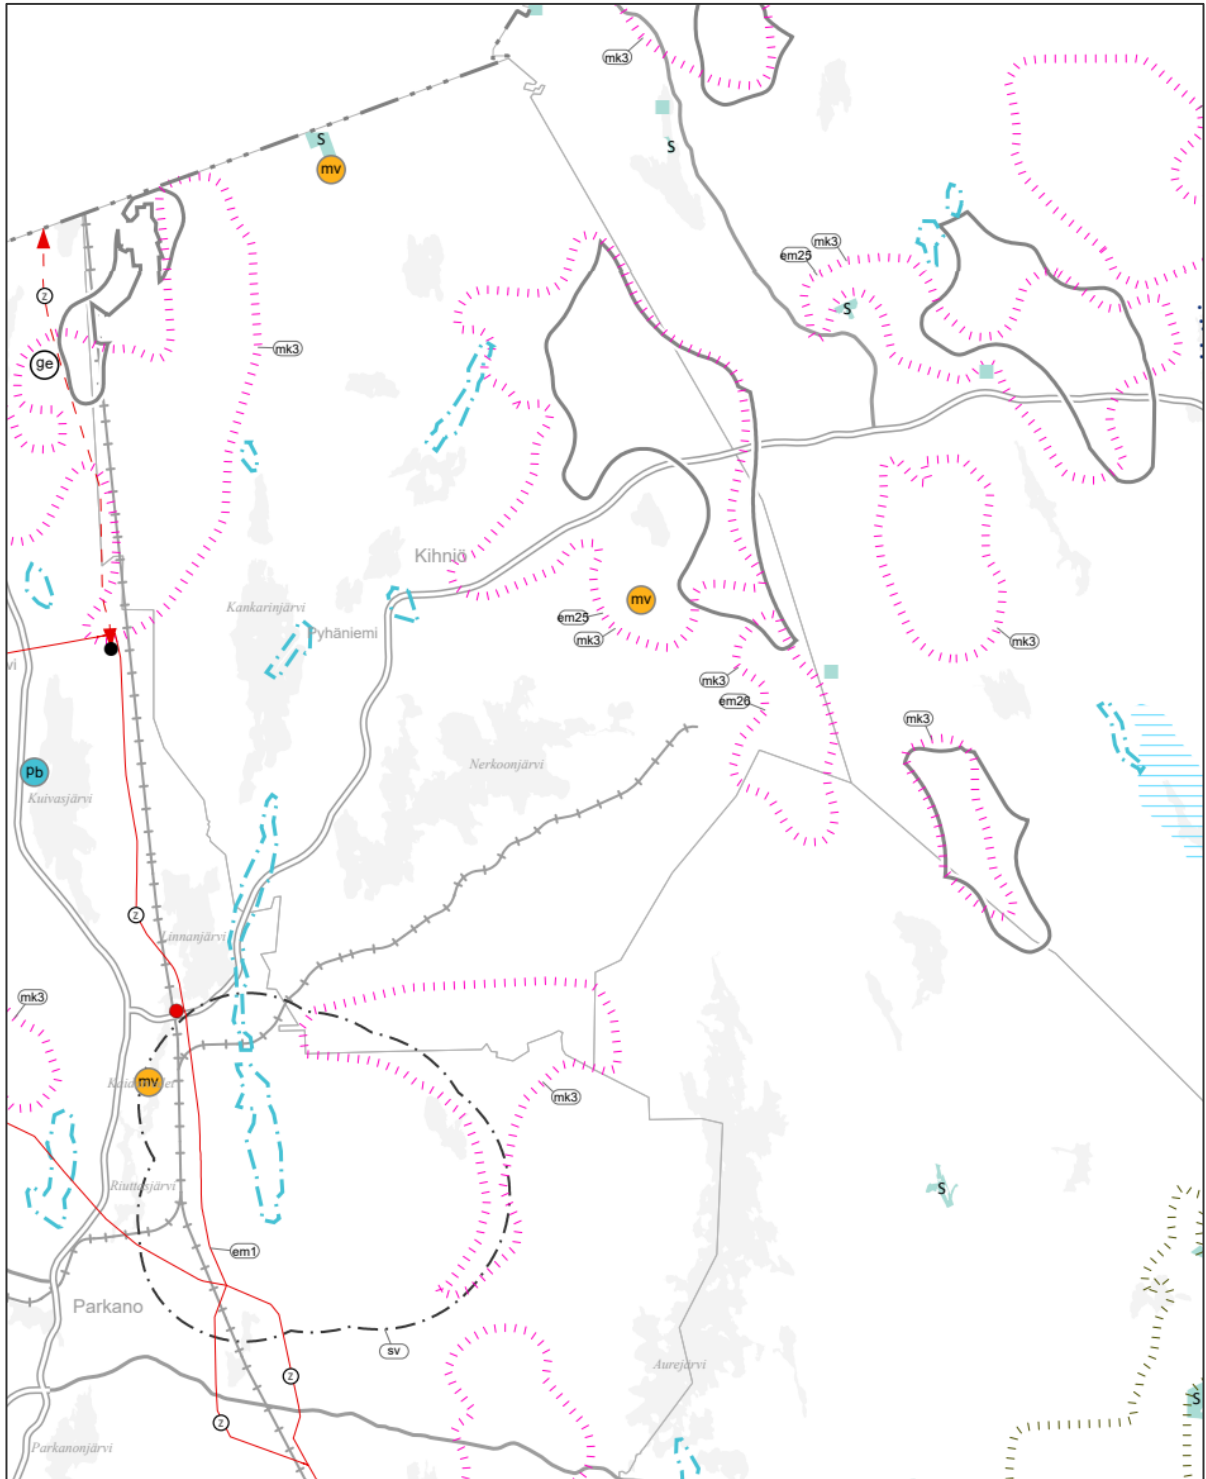 mk3
S
mv
S
mk3
em25
z
S
mk3
ge
Kihniö
Kankarinjärvi
mv
em25
Pyhäniemi
mk3
mk3
vi
mk3
em26
mk3
pb
Nerkoonjärvi
Kuivasjärvi
z
Linnanjärvi
mk3
mv
mk3
Riuttasjärvi
S
em1
Parkano
sv
Aurejärvi
z
S
z
Parkanonjärvi